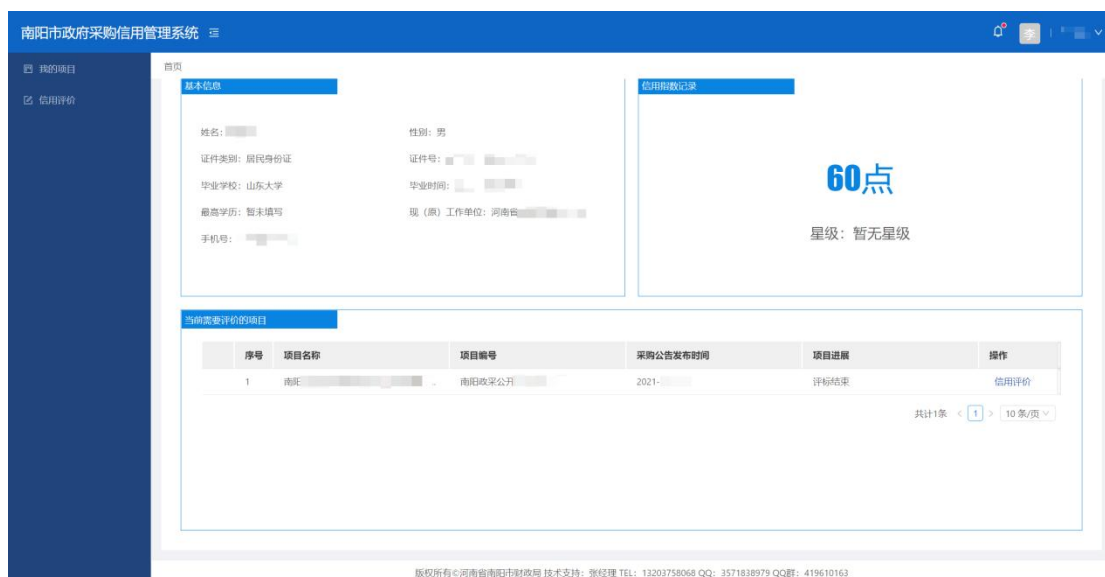 南阳市政府采购信用管理系统
李
我的项目
信用评价
首页
基本信息
姓名:
性别: 男
证件类别: 居民身份证
证件号:
毕业学校: 山东大学
毕业时间:
最高学历: 暂未填写
现（原）工作单位: 河南省
手机号:
信用限数记录
60点
星级: 暂无星级
当前需要评价的项目
序号 项目名称 项目编号 采购公告发布时间 项目进展 操作
1 南阳 .. 南阳政采公开 2021- 评标结束 信用评价
共计1条 < 1 > 10 条/页
版权所有©河南省南阳市财政局 技术支持: 张经理 TEL: 13203758068 QQ: 3571838979 QQ群: 419610163